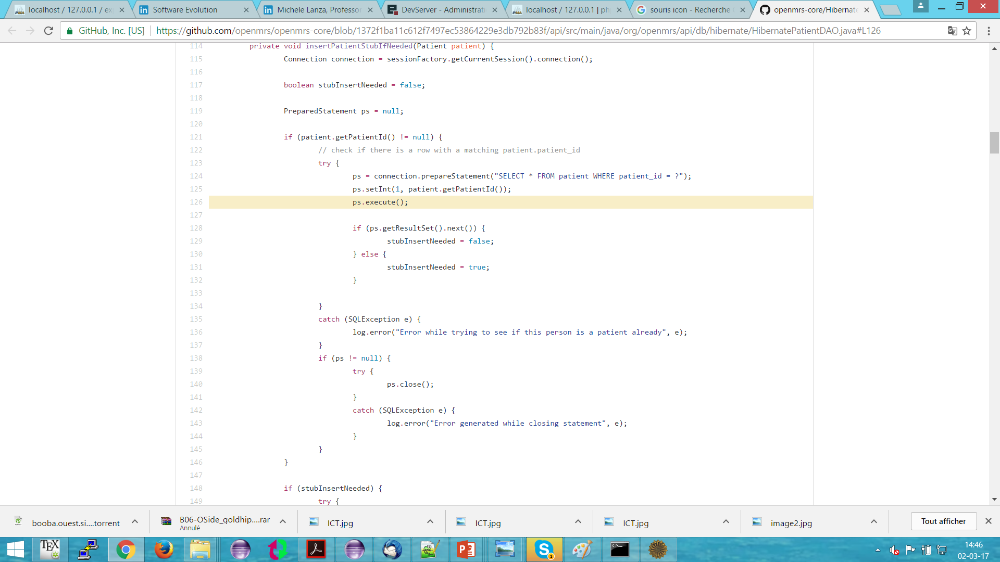 localhost / 127.0.0.1 / ex
Software Evolution
Michele Lanza, Professor
DevServer - Administrati
localhost / 127.0.0.1 | ph
souris icon - Recherche
openmrs-core/Hibernate
GitHub, Inc. [US]
https://github.com/openmrs/openmrs-core/blob/1372f1ba11c612f7497ec53864229e3db792b83f/api/src/main/java/org/openmrs/api/db/hibernate/HibernatePatientDAO.java#L126
114 private void insertPatientStubIfNeeded(Patient patient) {
115 Connection connection = sessionFactory.getCurrentSession().connection();
116
117 boolean stubInsertNeeded = false;
118
119 PreparedStatement ps = null;
120
121 if (patient.getPatientId() != null) {
122 // check if there is a row with a matching patient.patient_id
123 try {
124 ps = connection.prepareStatement("SELECT * FROM patient WHERE patient_id = ?");
125 ps.setInt(1, patient.getPatientId());
126 ps.execute();
127
128 if (ps.getResultSet().next()) {
129 stubInsertNeeded = false;
130 } else {
131 stubInsertNeeded = true;
132 }
133
134 }
135 catch (SQLException e) {
136 log.error("Error while trying to see if this person is a patient already", e);
137 }
138 if (ps != null) {
139 try {
140 ps.close();
141 }
142 catch (SQLException e) {
143 log.error("Error generated while closing statement", e);
144 }
145 }
146 }
147
148 if (stubInsertNeeded) {
149 try {
booba.ouest.si....torrent
B06-OSide_goldhip....rar
Annulé
ICT.jpg
ICT.jpg
ICT.jpg
image2.jpg
Tout afficher
TEX
1
14:46
02-03-17